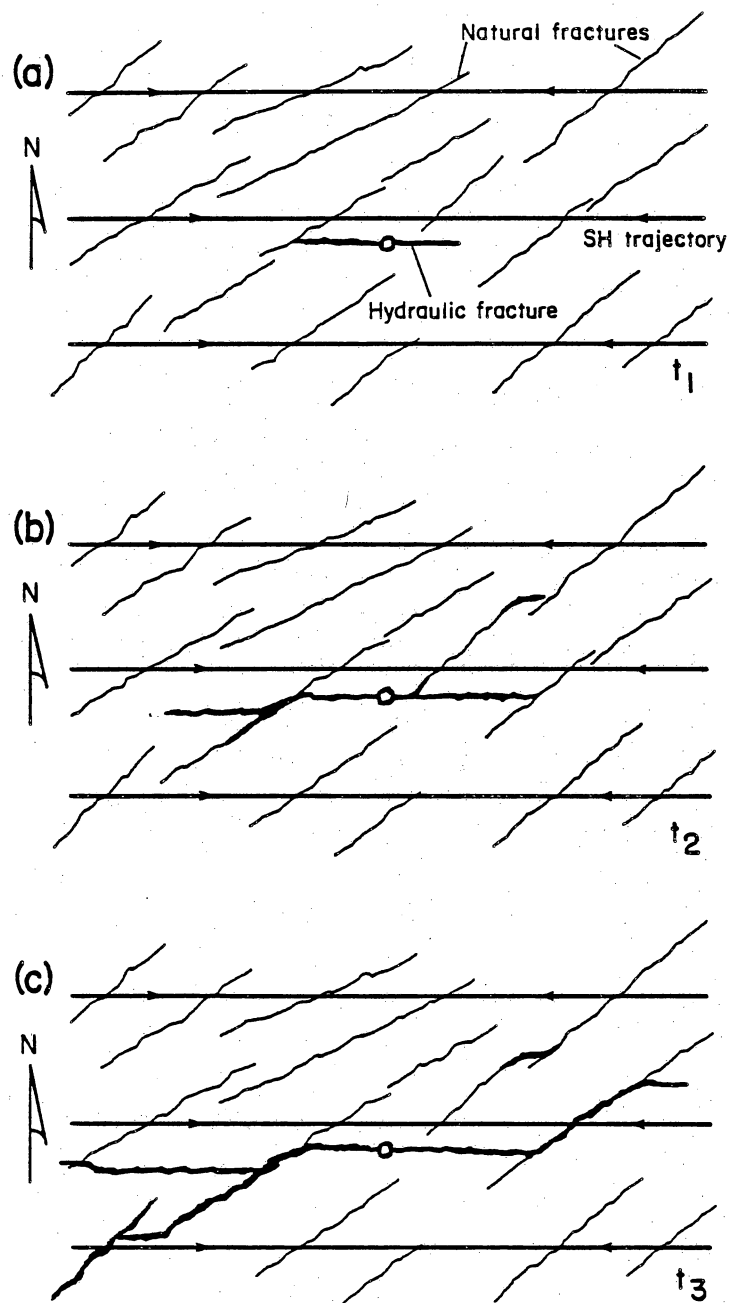 (a)
Natural fractures
N
SH trajectory
Hydraulic fracture
t1
(b)
N
t2
(c)
N
t3